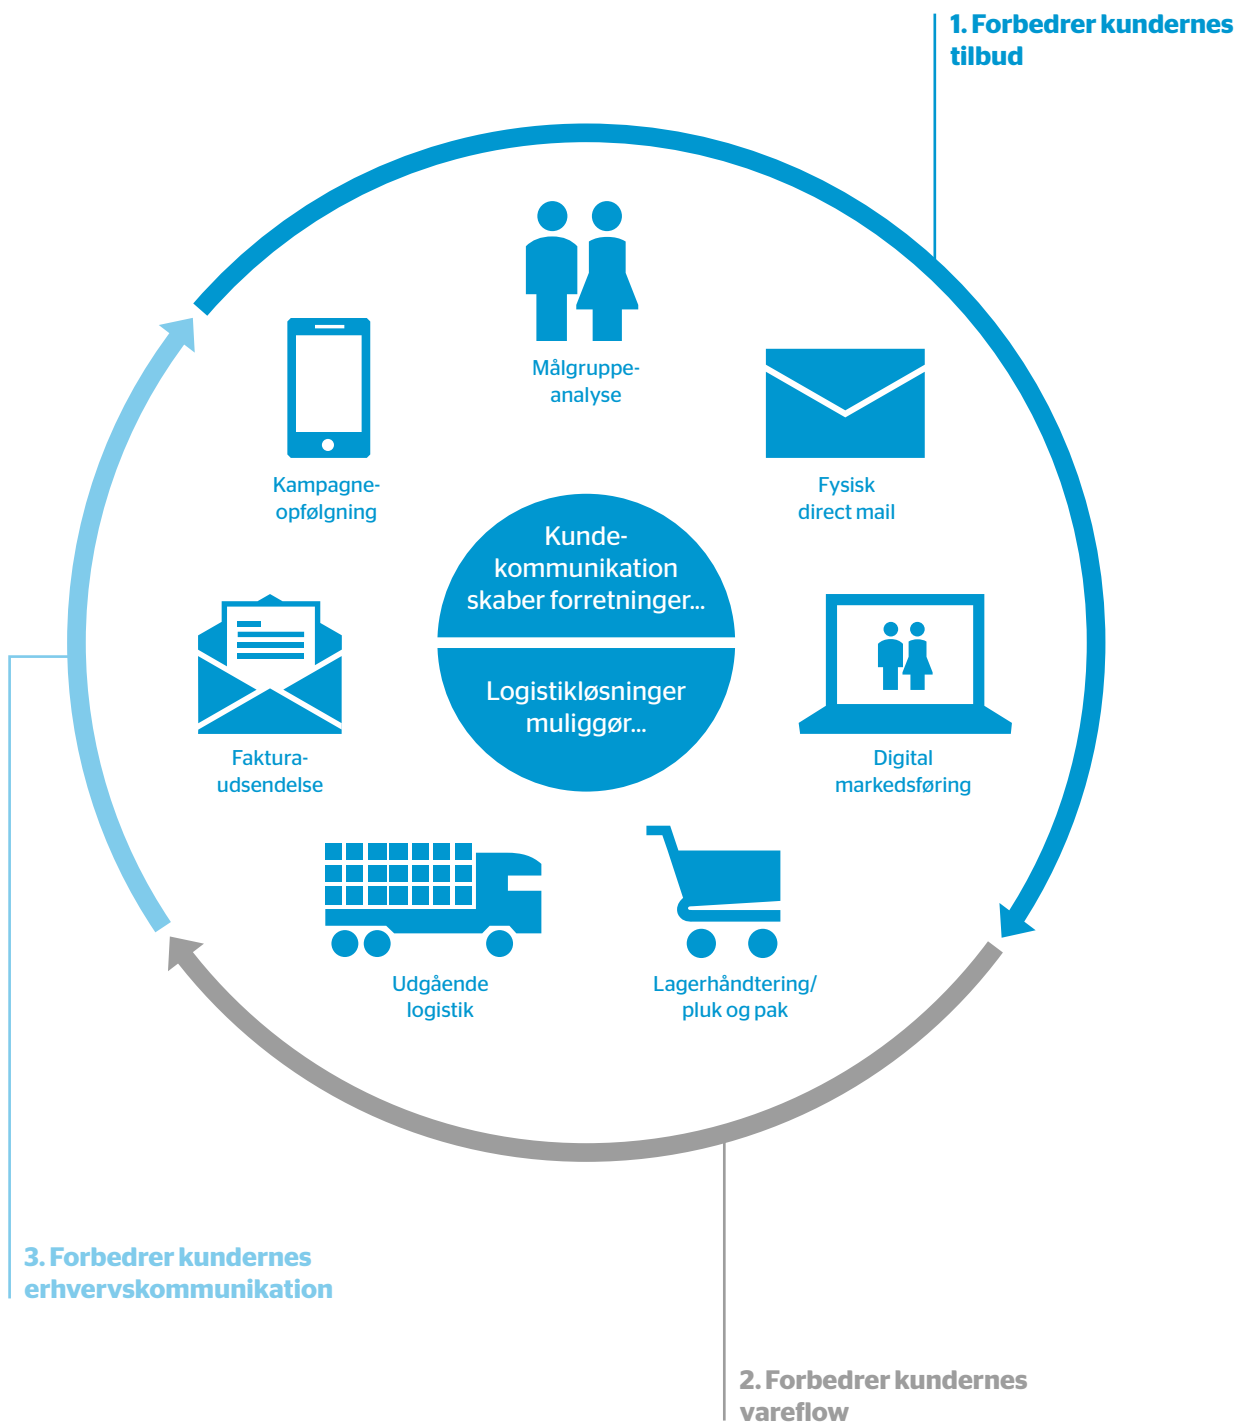 1. Forbedrer kundernes
tilbud
Målgruppe-
analyse
Fysisk
direct mail
Digital
markedsføring
Lagerhåndtering/
pluk og pak
Udgående
logistik
Faktura-
udsendelse
Kampagne-
opfølgning
Kunde-
kommunikation
skaber forretninger...
Logistikløsninger
muliggør...
3. Forbedrer kundernes
erhvervskommunikation
2. Forbedrer kundernes
vareflow